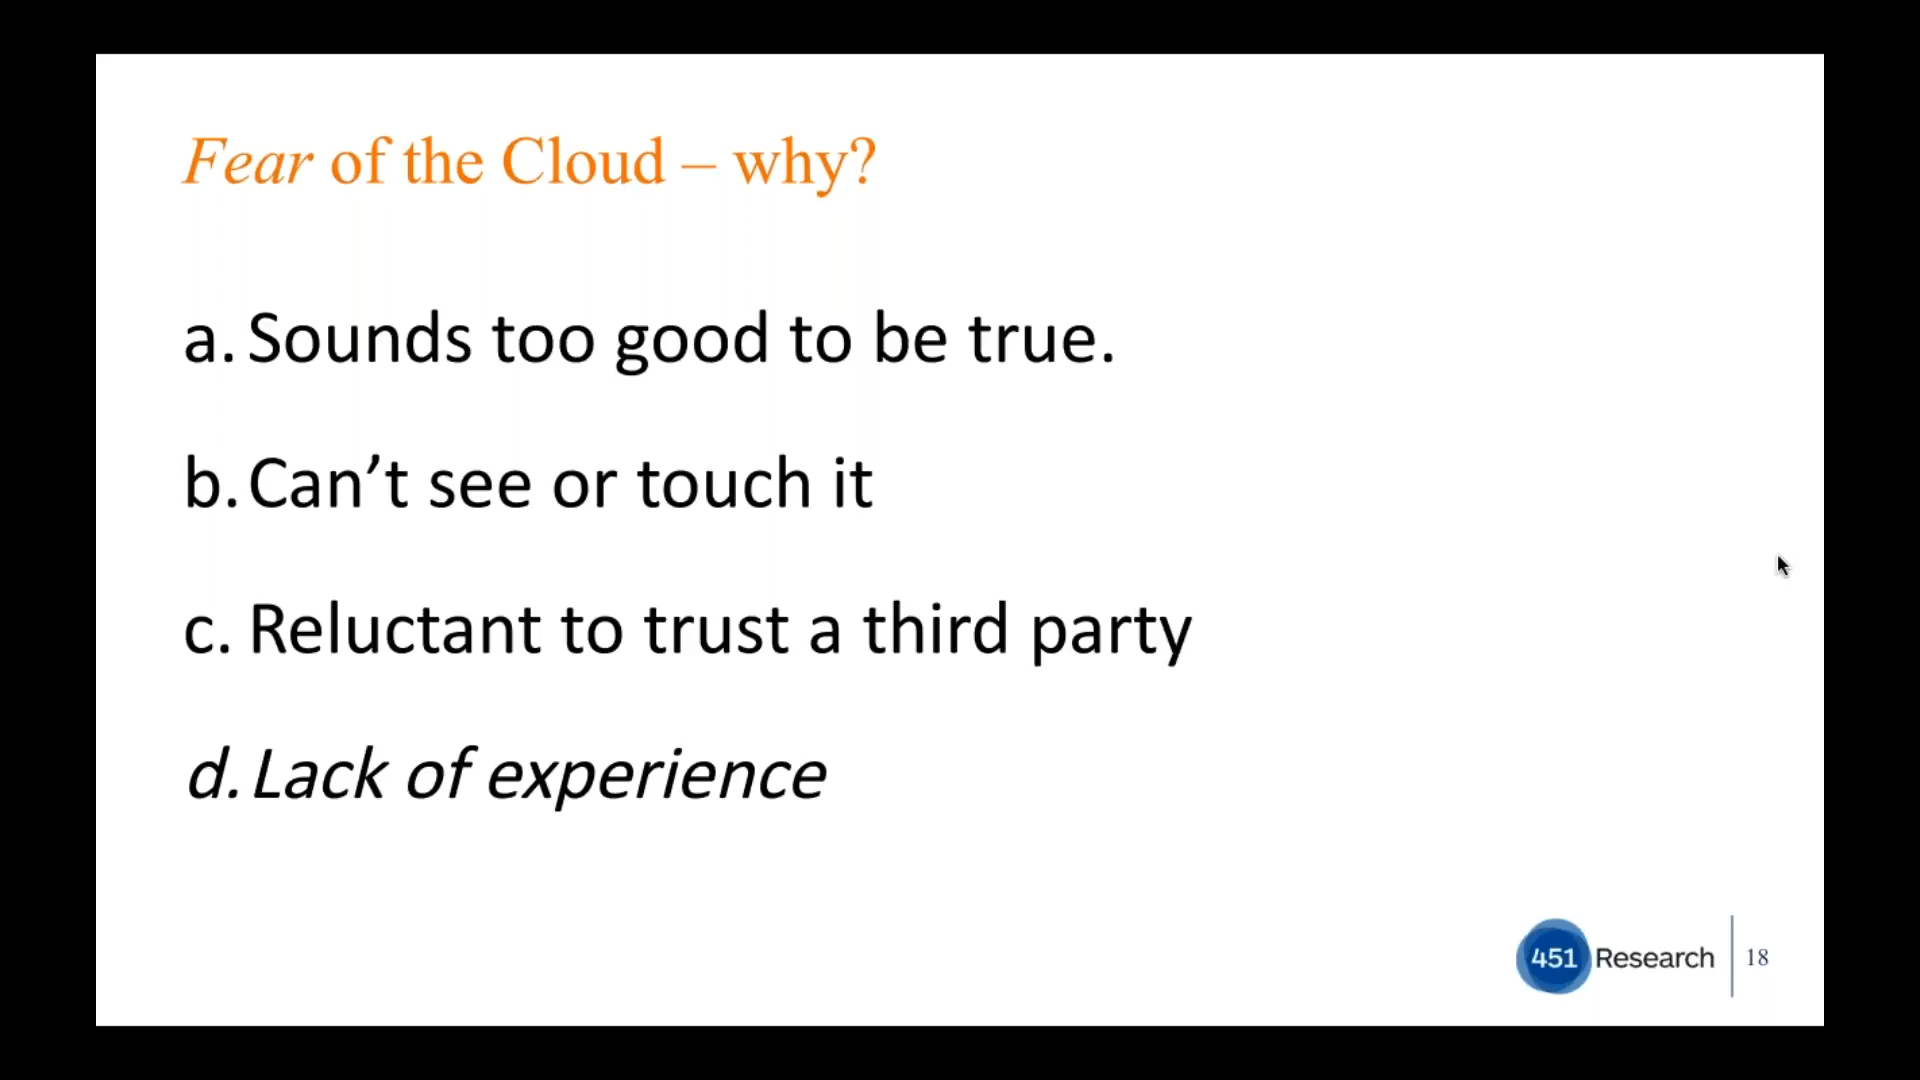 Fear of the Cloud – why?
a. Sounds too good to be true.
b. Can’t see or touch it
c. Reluctant to trust a third party
d. Lack of experience
451 Research 18